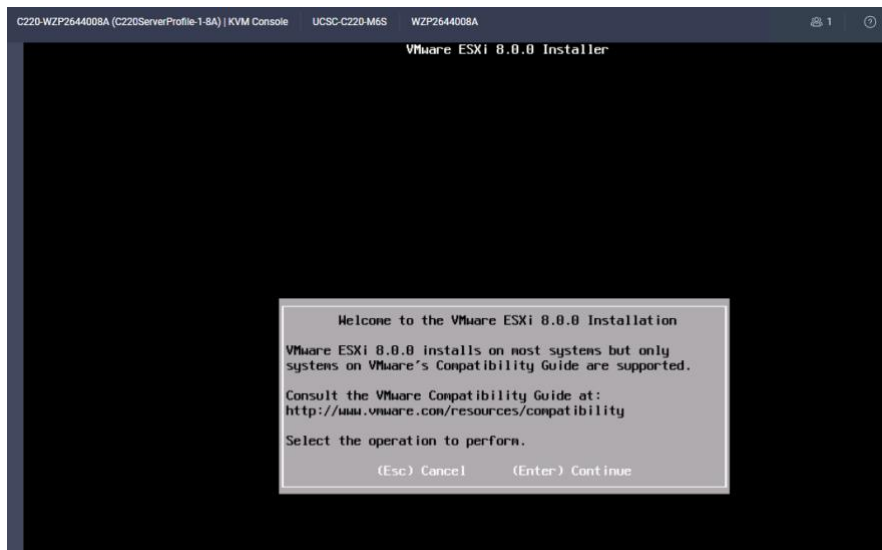 C220-WZP2644008A (C220ServerProfile-1-8A) | KVM Console UCSC-C220-M6S WZP2644008A 1 ?
VMware ESXi 8.0.0 Installer
Welcome to the VMware ESXi 8.0.0 Installation
VMware ESXi 8.0.0 installs on most systems but only
systems on VMware's Compatibility Guide are supported.
Consult the VMware Compatibility Guide at:
http://www.vmware.com/resources/compatibility
Select the operation to perform.
(Esc) Cancel (Enter) Continue